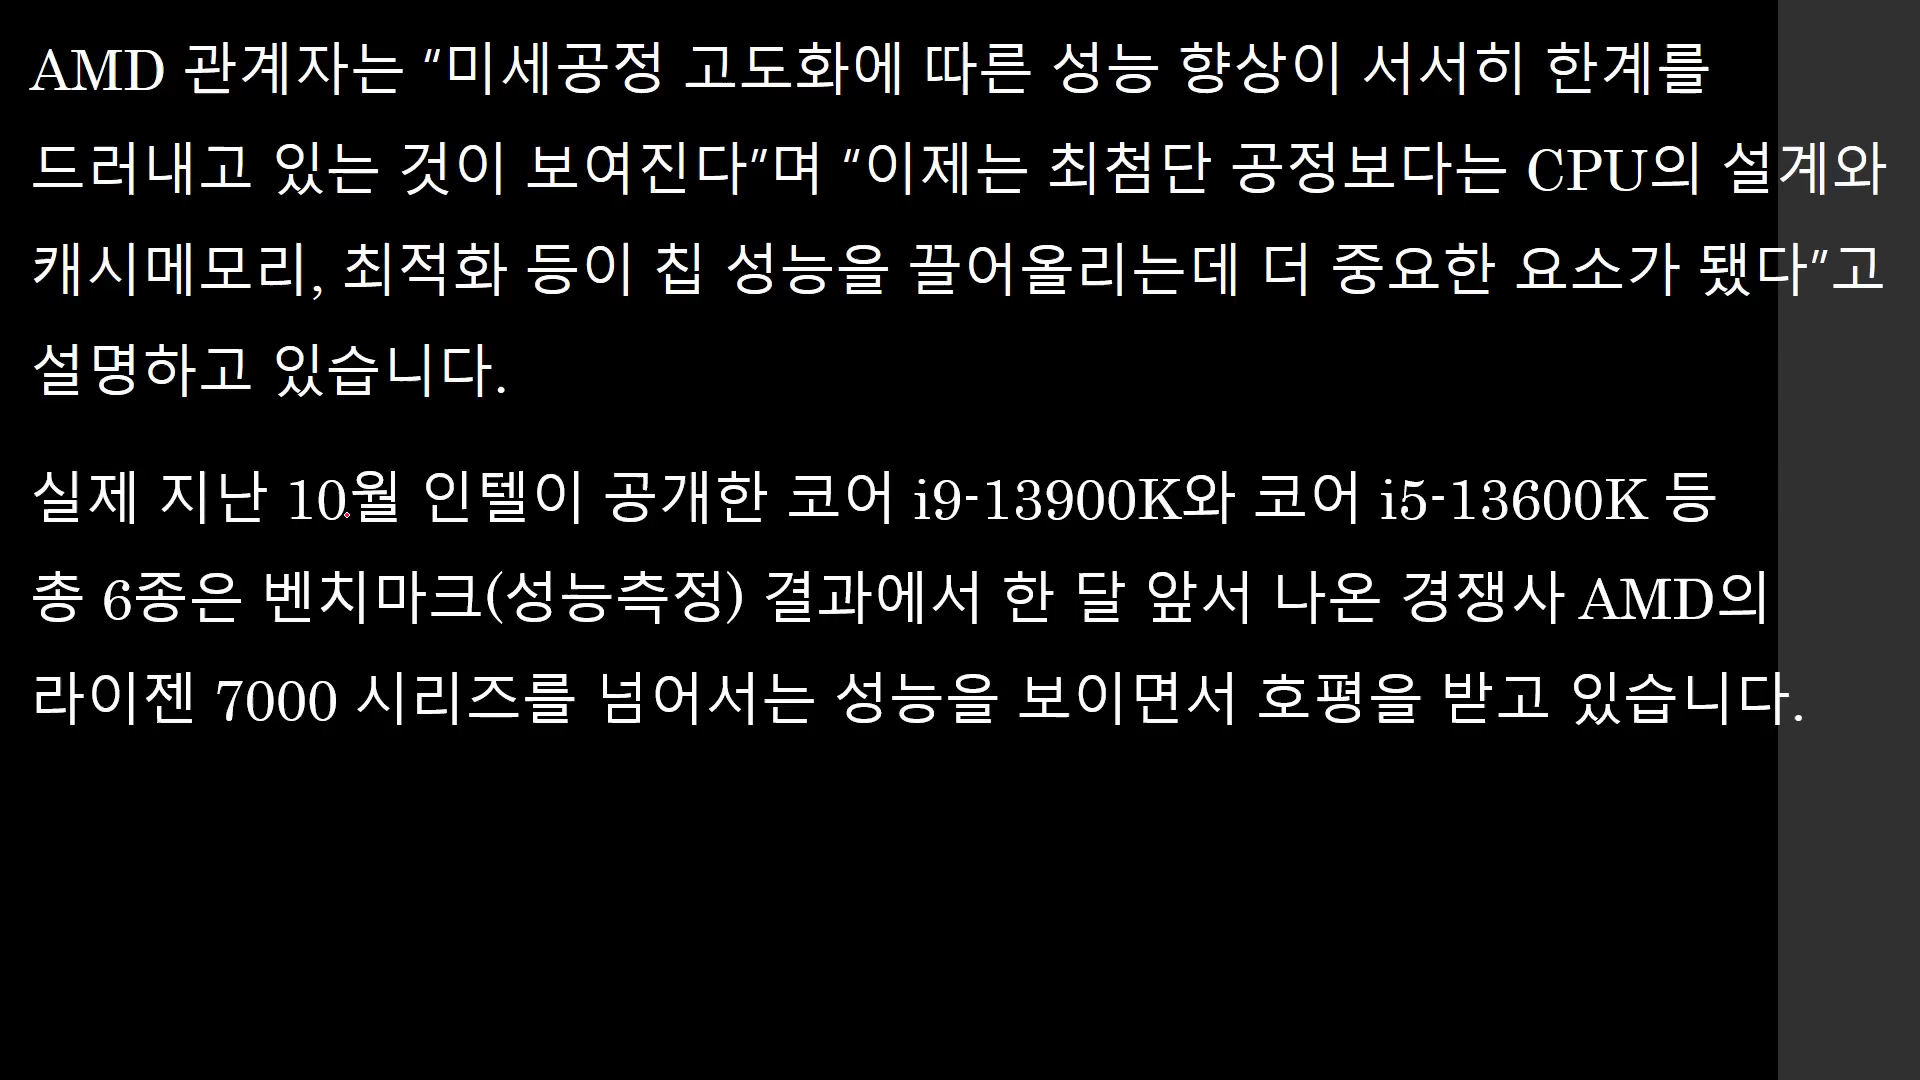 AMD 관계자는 “미세공정 고도화에 따른 성능 향상이 서서히 한계를
드러내고 있는 것이 보여진다”며 “이제는 최첨단 공정보다는 CPU의 설계와
캐시메모리, 최적화 등이 칩 성능을 끌어올리는데 더 중요한 요소가 됐다”고
설명하고 있습니다.
실제 지난 10월 인텔이 공개한 코어 i9-13900K와 코어 i5-13600K 등
총 6종은 벤치마크(성능측정) 결과에서 한 달 앞서 나온 경쟁사 AMD의
라이젠 7000 시리즈를 넘어서는 성능을 보이면서 호평을 받고 있습니다.